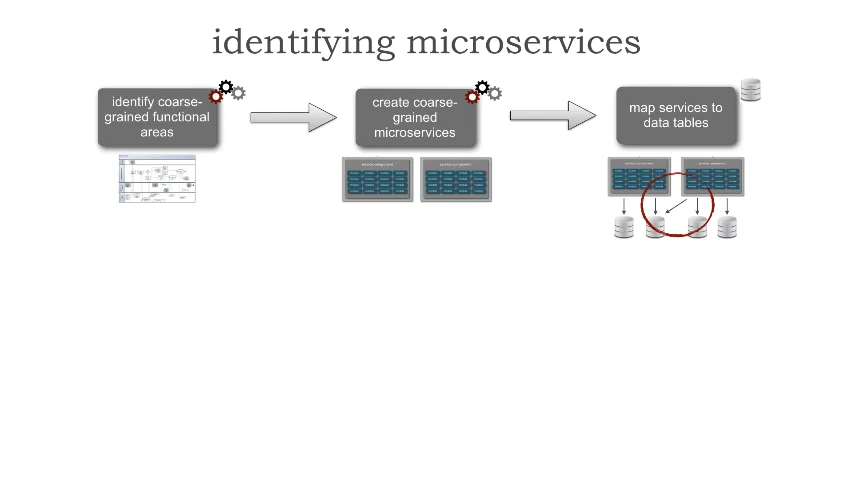 identifying microservices
identify coarse-
grained functional
areas
create coarse-
grained
microservices
map services to
data tables